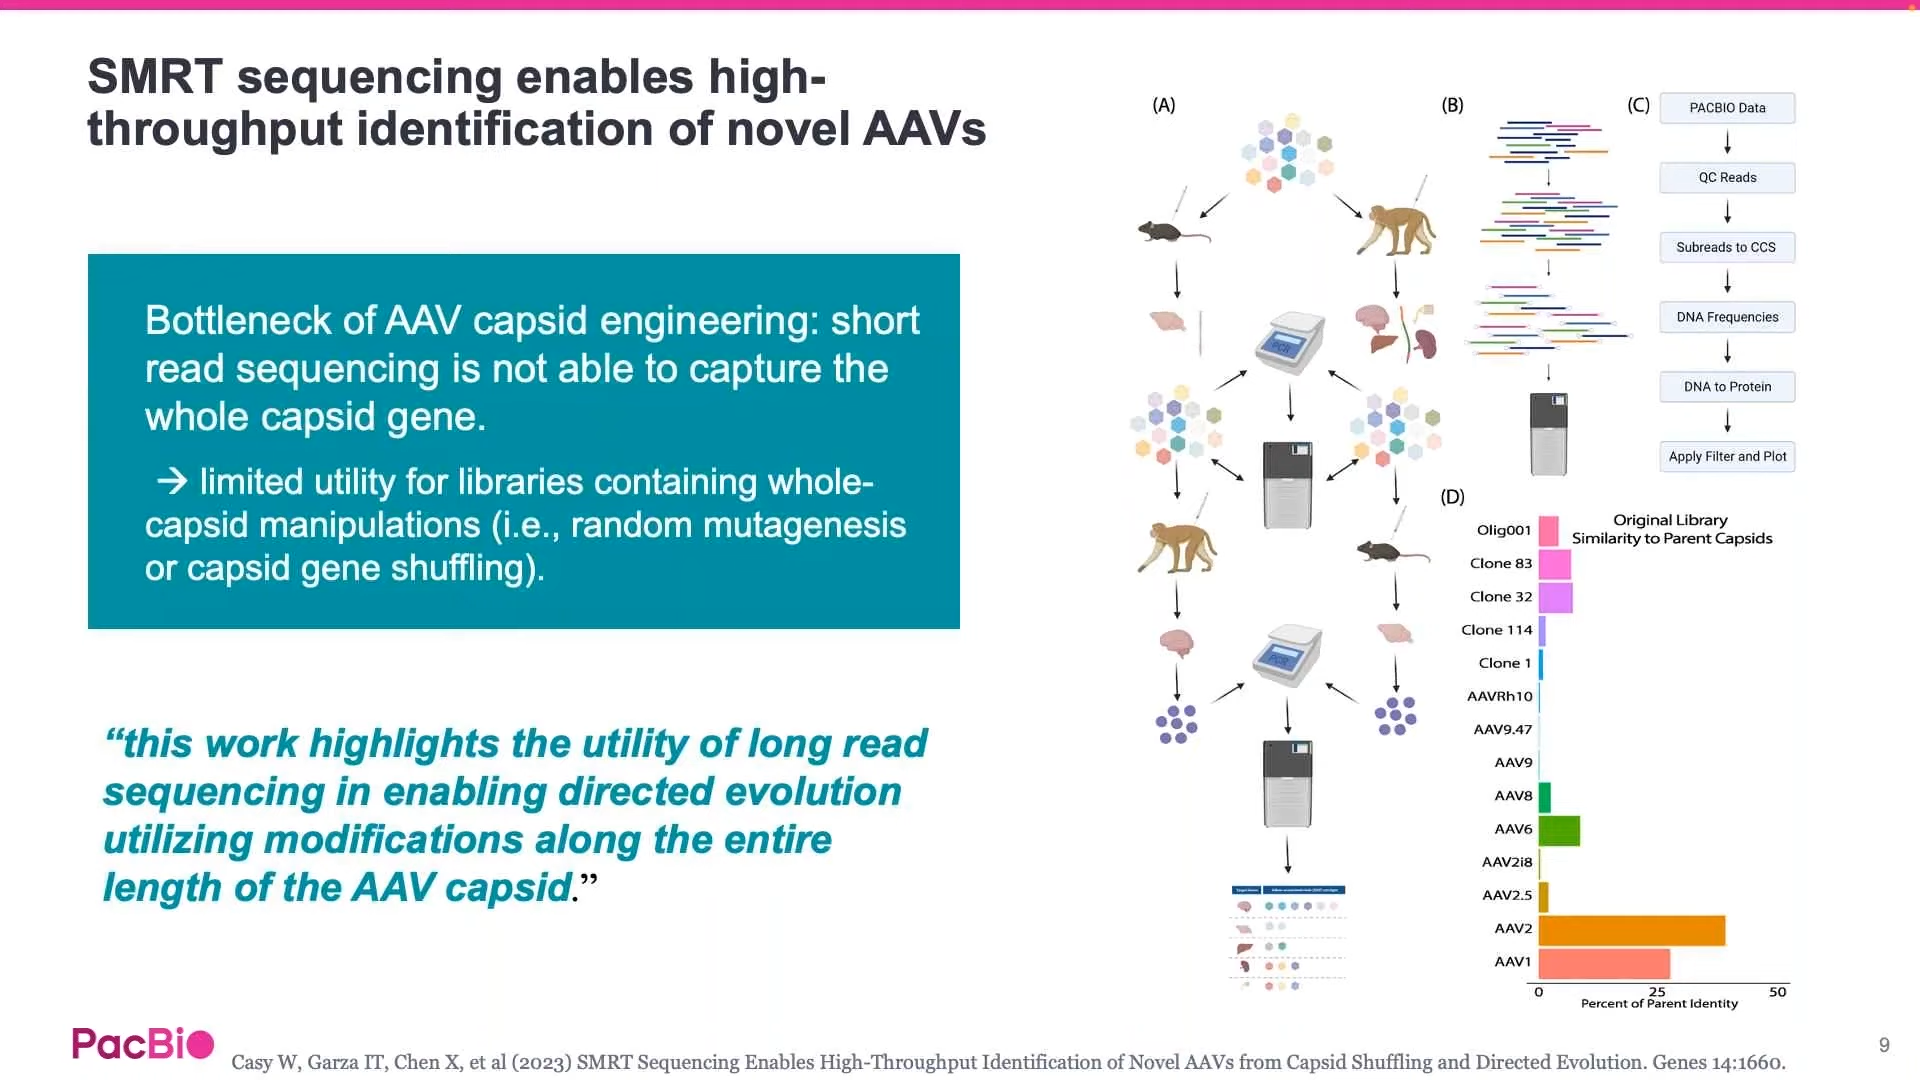 SMRT sequencing enables high-
throughput identification of novel AAVs
Bottleneck of AAV capsid engineering: short
read sequencing is not able to capture the
whole capsid gene.
→ limited utility for libraries containing whole-
capsid manipulations (i.e., random mutagenesis
or capsid gene shuffling).
“this work highlights the utility of long read
sequencing in enabling directed evolution
utilizing modifications along the entire
length of the AAV capsid.”
(A)
PCR
PCR
(B)
(C)
PACBIO Data
QC Reads
Subreads to CCS
DNA Frequencies
DNA to Protein
Apply Filter and Plot
(D)
Original Library
Similarity to Parent Capsids
Olig001
Clone 83
Clone 32
Clone 114
Clone 1
AAVRh10
AAV9.47
AAV9
AAV8
AAV6
AAV2i8
AAV2.5
AAV2
AAV1
0 25 50
Percent of Parent Identity
PacBio
Casy W, Garza IT, Chen X, et al (2023) SMRT Sequencing Enables High-Throughput Identification of Novel AAVs from Capsid Shuffling and Directed Evolution. Genes 14:1660.
9